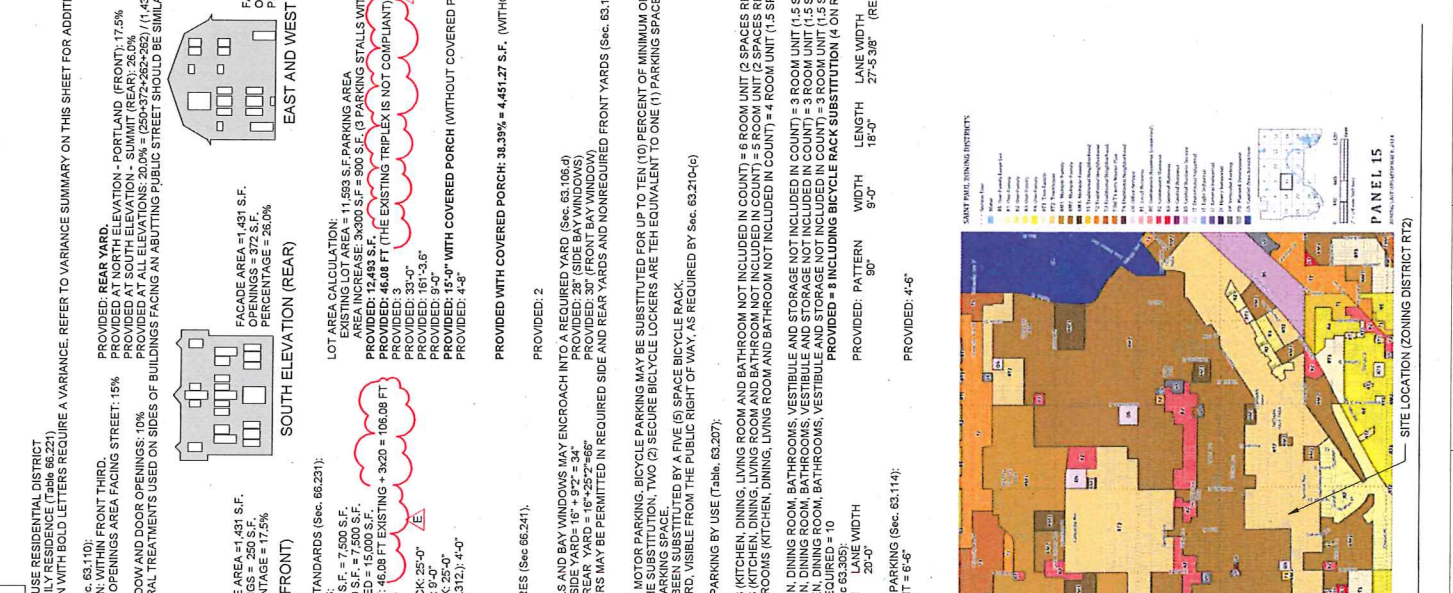 USE RESIDENTIAL DISTRICT
ILY RESIDENCE (Table 66.221)
N WITH BOLD LETTERS REQUIRE A VARIANCE. REFER TO VARIANCE SUMMARY ON THIS SHEET FOR ADDITI
c. 63.110):
N: WITHIN FRONT THIRD.
OPENINGS AREA FACING STREET: 15%
PROVIDED: REAR YARD.
PROVIDED AT NORTH ELEVATION - PORTLAND (FRONT): 17.5%
PROVIDED AT SOUTH ELEVATION - SUMMIT (REAR): 26.0%
PROVIDED AT ALL ELEVATIONS: 20.0% = (250+372+262+262) / (1,43
DOW AND DOOR OPENINGS: 10%
RAL TREATMENTS USED ON SIDES OF BUILDINGS FACING AN ABUTTING PUBLIC STREET SHOULD BE SIMILA
E AREA =1,431 S.F.
GS = .250 S.F.
NTAGE = 17.5%
FRONT)
SOUTH ELEVATION (REAR)
FACADE AREA =1,431 S.F.
OPENINGS = 372 S.F.
PERCENTAGE = 26.0%
EAST AND WEST
TANDARDS (Sec. 66.231):
S.F. = 7,500 S.F.
S.F. = 7,500 S.F.
ED = 15,000 S.F.
: 46.08 FT EXISTING + 3x20 = 106.08 FT
E
CK: 25'-0"
: 9'-0"
K: 25'-0"
.312.): 4'-0"
LOT AREA CALCULATION:
EXISTING LOT AREA = 11,593 S.F. PARKING AREA
AREA INCREASE: 3x300 S.F = 900 S.F. (3 PARKING STALLS WIT
PROVIDED: 12,493 S.F.
PROVIDED: 46.08 FT (THE EXISTING TRIPLEX IS NOT COMPLIANT)
PROVIDED: 3
PROVIDED: 33'-0"
PROVIDED: 161'-3.6"
PROVIDED: 9'-0"
PROVIDED: 15'-0" WITH COVERED PORCH (WITHOUT COVERED P
PROVIDED: 4'-8"
PROVIDED WITH COVERED PORCH: 38.39% = 4,451.27 S.F. (WITH
RES (Sec 66.241),
PROVIDED: 2
S AND BAY WINDOWS MAY ENCROACH INTO A REQUIRED YARD (Sec. 63.106.d)
SIDE YARD= 16" + 9*2" = 34"
REAR YARD = 16"+25*2"=66"
PROVIDED: 28" (SIDE BAY WINDOWS)
PROVIDED: 30" (FRONT BAY WINDOW)
RS MAY BE PERMITTED IN REQUIRED SIDE AND REAR YARDS AND NONREQUIRED FRONT YARDS (Sec. 63.1
MOTOR PARKING. BICYCLE PARKING MAY BE SUBSTITUTED FOR UP TO TEN (10) PERCENT OF MINIMUM O
E SUBSTITUTION, TWO (2) SECURE BICLYCLE LOCKERS ARE TEH EQUIVALENT TO ONE (1) PARKING SPACE
ARKING SPACE.
BEEN SUBSTITUTED BY A FIVE (5) SPACE BICYCLE RACK.
RD, VISIBLE FROM THE PUBLIC RIGHT OF WAY, AS REQUIRED BY Sec. 63.210-(c)
PARKING BY USE (Table. 63.207):
(KITCHEN, DINING, LIVING ROOM AND BATHROOM NOT INCLUDED IN COUNT) = 6 ROOM UNIT (2 SPACES RE
(KITCHEN, DINING, LIVING ROOM AND BATHROOM NOT INCLUDED IN COUNT) = 5 ROOM UNIT (2 SPACES RE
ROOMS (KITCHEN, DINING, LIVING ROOM AND BATHROOM NOT INCLUDED IN COUNT) = 4 ROOM UNIT (1.5 SP
N, DINING ROOM, BATHROOMS, VESTIBULE AND STORAGE NOT INCLUDED IN COUNT) = 3 ROOM UNIT (1.5 S
EN, DINING ROOM, BATHROOMS, VESTIBULE AND STORAGE NOT INCLUDED IN COUNT) = 3 ROOM UNIT (1.5 S
EN, DINING ROOM, BATHROOMS, VESTIBULE AND STORAGE NOT INCLUDED IN COUNT) = 3 ROOM UNIT (1.5 S
EQUIRED = 10
PROVIDED = 8 INCLUDING BICYCLE RACK SUBSTITUTION (4 ON R
c 63.305):
LANE WIDTH
20'-0"
PROVIDED: PATTERN WIDTH LENGTH LANE WIDTH
90° 9'-0" 18'-0" 27'-5 3/8"
(RE
PARKING (Sec. 63.114):
T = 6'-6"
PROVIDED: 4'-6"
SAINT PAUL ZONING DISTRICTS
PANEL 15
SITE LOCATION (ZONING DISTRICT RT2)